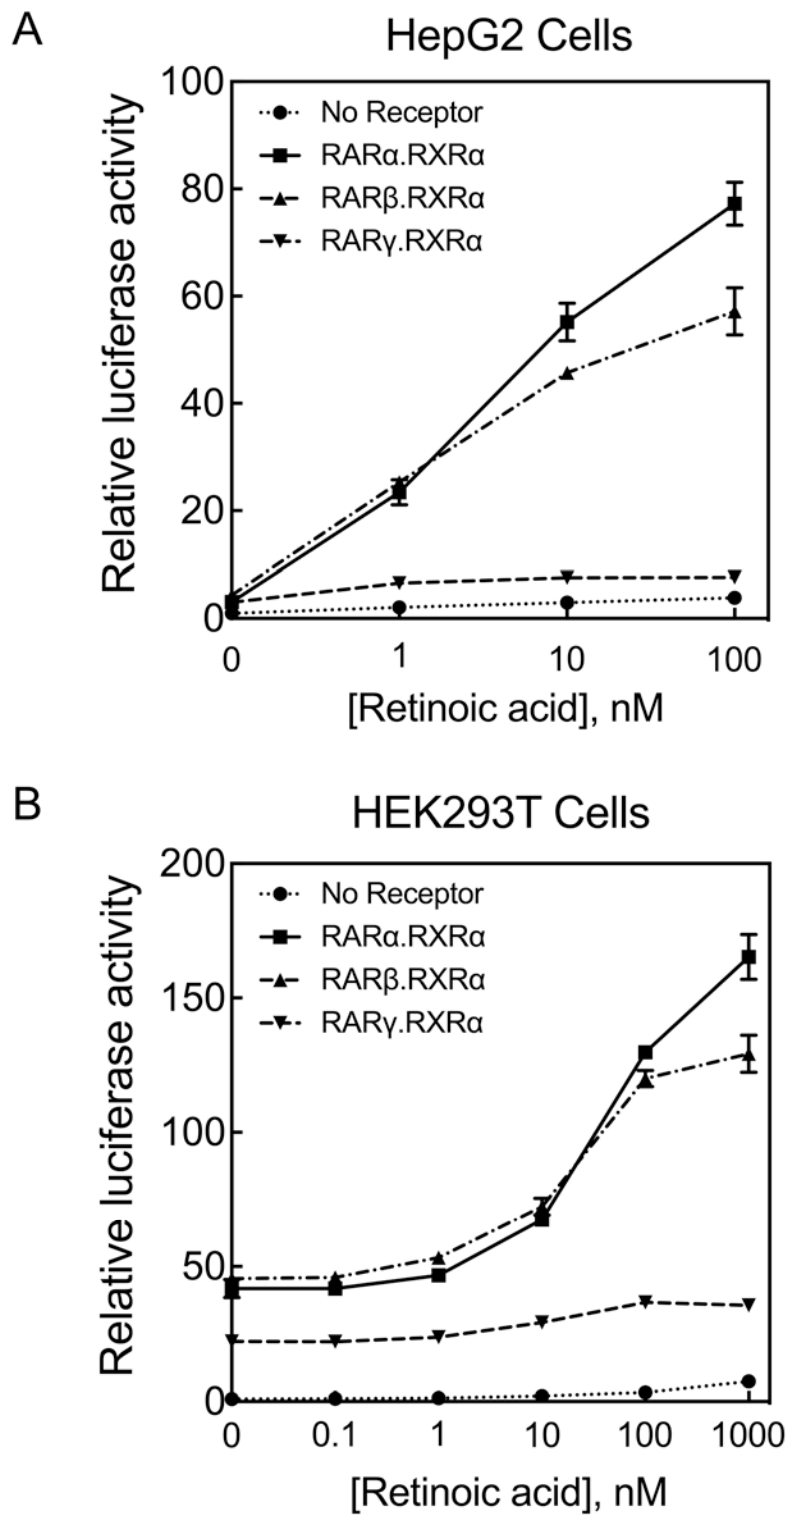 A
HepG2 Cells
Relative luciferase activity
100
80
60
40
20
0
No Receptor
RARα.RXRα
RARβ.RXRα
RARγ.RXRα
0 1 10 100
[Retinoic acid], nM
B
HEK293T Cells
Relative luciferase activity
200
150
100
50
0
No Receptor
RARα.RXRα
RARβ.RXRα
RARγ.RXRα
0 0.1 1 10 100 1000
[Retinoic acid], nM